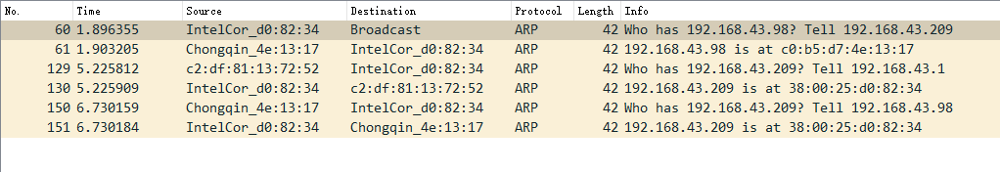 No. Time Source Destination Protocol Length Info
60 1.896355 IntelCor_d0:82:34 Broadcast ARP 42 Who has 192.168.43.98? Tell 192.168.43.209
61 1.903205 Chongqin_4e:13:17 IntelCor_d0:82:34 ARP 42 192.168.43.98 is at c0:b5:d7:4e:13:17
129 5.225812 c2:df:81:13:72:52 IntelCor_d0:82:34 ARP 42 Who has 192.168.43.209? Tell 192.168.43.1
130 5.225909 IntelCor_d0:82:34 c2:df:81:13:72:52 ARP 42 192.168.43.209 is at 38:00:25:d0:82:34
150 6.730159 Chongqin_4e:13:17 IntelCor_d0:82:34 ARP 42 Who has 192.168.43.209? Tell 192.168.43.98
151 6.730184 IntelCor_d0:82:34 Chongqin_4e:13:17 ARP 42 192.168.43.209 is at 38:00:25:d0:82:34